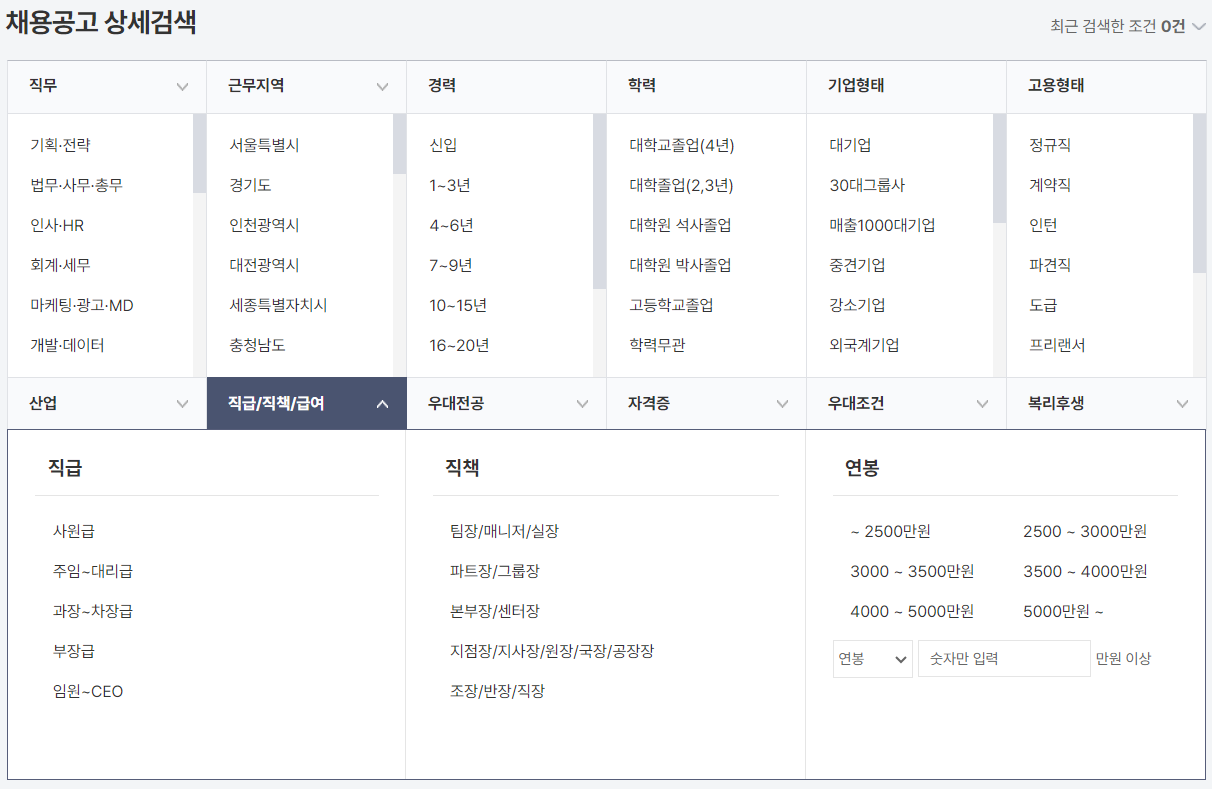 채용공고 상세검색
최근 검색한 조건 0건
직무 근무지역 경력 학력 기업형태 고용형태
기획·전략 서울특별시 신입 대학교졸업(4년) 대기업 정규직
법무·사무·총무 경기도 1~3년 대학졸업(2,3년) 30대그룹사 계약직
인사·HR 인천광역시 4~6년 대학원 석사졸업 매출1000대기업 인턴
회계·세무 대전광역시 7~9년 대학원 박사졸업 중견기업 파견직
마케팅·광고·MD 세종특별자치시 10~15년 고등학교졸업 강소기업 도급
개발·데이터 충청남도 16~20년 학력무관 외국계기업 프리랜서
산업 직급/직책/급여 우대전공 자격증 우대조건 복리후생
직급 직책 연봉
사원급 팀장/매니저/실장 ~ 2500만원 2500 ~ 3000만원
주임~대리급 파트장/그룹장 3000 ~ 3500만원 3500 ~ 4000만원
과장~차장급 본부장/센터장 4000 ~ 5000만원 5000만원 ~
부장급 지점장/지사장/원장/국장/공장장 연봉 숫자만 입력 만원 이상
임원~CEO 조장/반장/직장